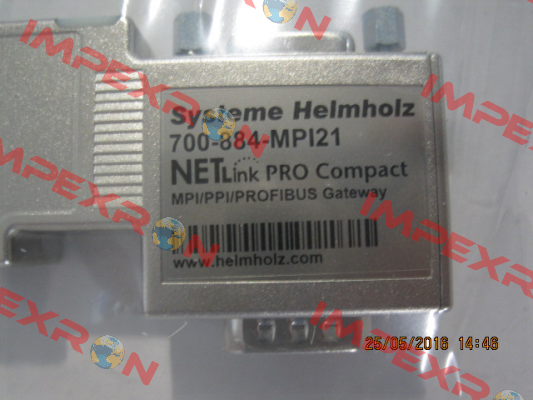 Systeme Helmholz
700-884-MPI21
NETLink PRO Compact
MPI/PPI/PROFIBUS Gateway
www.helmholz.com
25/05/2016 14:46
IMPEXRON
IMPEXRON
IMPEXRON
IMPEXRON